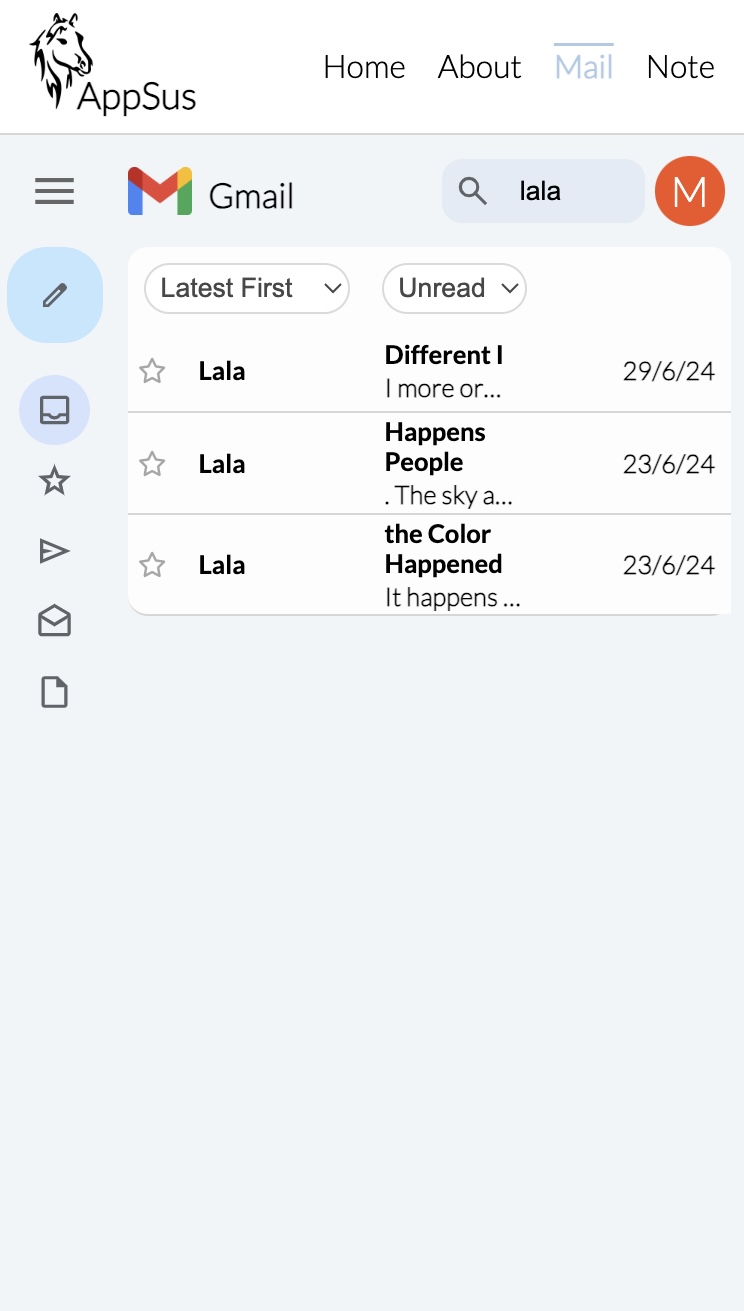 AppSus
Home About Mail Note
Gmail
lala
M
Latest First
Unread
Lala
Different I
I more or...
29/6/24
Lala
Happens
People
. The sky a...
23/6/24
Lala
the Color
Happened
It happens ...
23/6/24